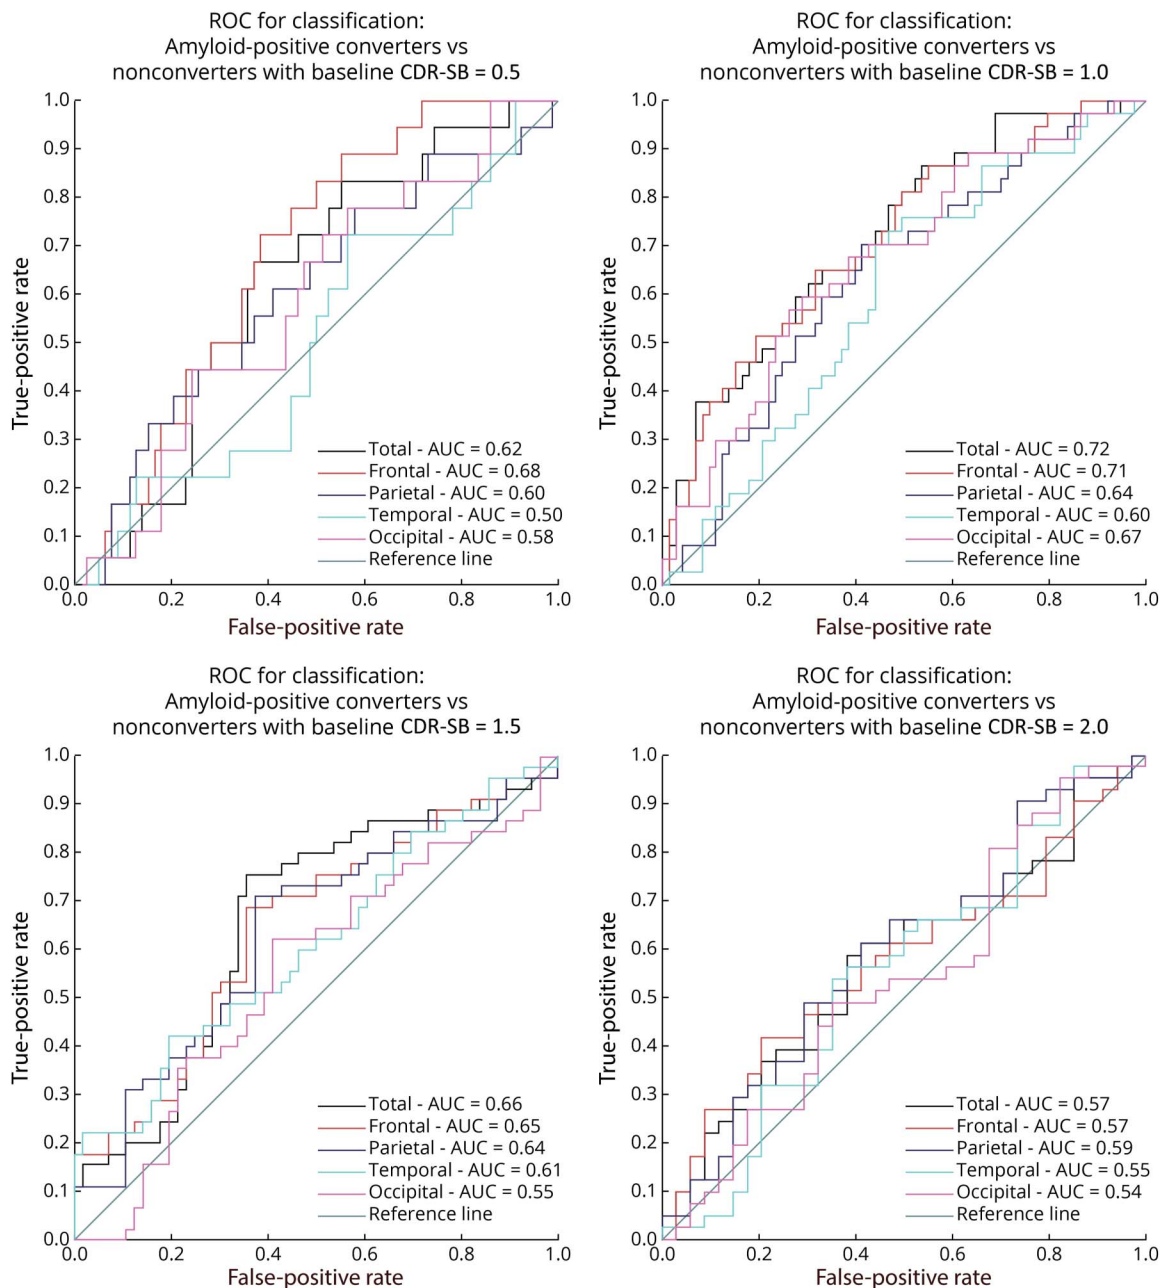 ROC for classification:
Amyloid-positive converters vs
nonconverters with baseline CDR-SB = 0.5
1.0
0.9
0.8
0.7
0.6
0.5
0.4
0.3
0.2
0.1
0.0
True-positive rate
Total - AUC = 0.62
Frontal - AUC = 0.68
Parietal - AUC = 0.60
Temporal - AUC = 0.50
Occipital - AUC = 0.58
Reference line
0.0 0.2 0.4 0.6 0.8 1.0
False-positive rate
ROC for classification:
Amyloid-positive converters vs
nonconverters with baseline CDR-SB = 1.0
1.0
0.9
0.8
0.7
0.6
0.5
0.4
0.3
0.2
0.1
0.0
True-positive rate
Total - AUC = 0.72
Frontal - AUC = 0.71
Parietal - AUC = 0.64
Temporal - AUC = 0.60
Occipital - AUC = 0.67
Reference line
0.0 0.2 0.4 0.6 0.8 1.0
False-positive rate
ROC for classification:
Amyloid-positive converters vs
nonconverters with baseline CDR-SB = 1.5
1.0
0.9
0.8
0.7
0.6
0.5
0.4
0.3
0.2
0.1
0.0
True-positive rate
Total - AUC = 0.66
Frontal - AUC = 0.65
Parietal - AUC = 0.64
Temporal - AUC = 0.61
Occipital - AUC = 0.55
Reference line
0.0 0.2 0.4 0.6 0.8 1.0
False-positive rate
ROC for classification:
Amyloid-positive converters vs
nonconverters with baseline CDR-SB = 2.0
1.0
0.9
0.8
0.7
0.6
0.5
0.4
0.3
0.2
0.1
0.0
True-positive rate
Total - AUC = 0.57
Frontal - AUC = 0.57
Parietal - AUC = 0.59
Temporal - AUC = 0.55
Occipital - AUC = 0.54
Reference line
0.0 0.2 0.4 0.6 0.8 1.0
False-positive rate